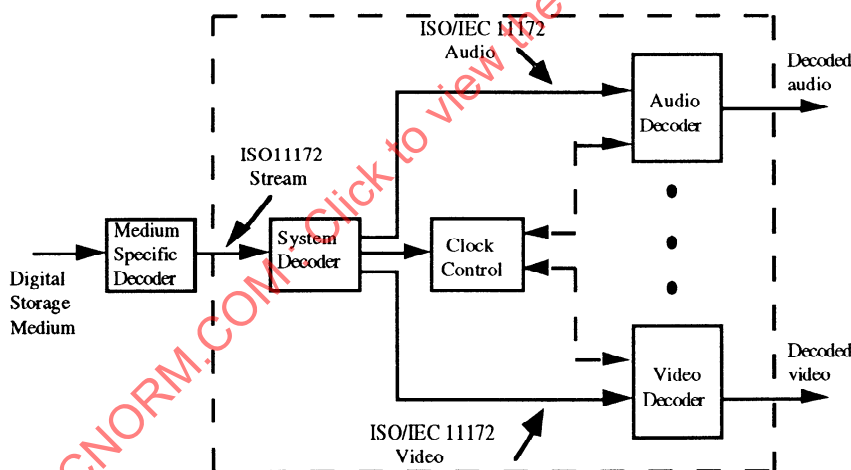 ISO/IEC 11172
Audio
Decoded
audio
Audio
Decoder
ISO11172
Stream
Medium
Specific
Decoder
System
Decoder
Clock
Control
Digital
Storage
Medium
Video
Decoder
Decoded
video
ISO/IEC 11172
Video
CNORM.COM : Click to view the